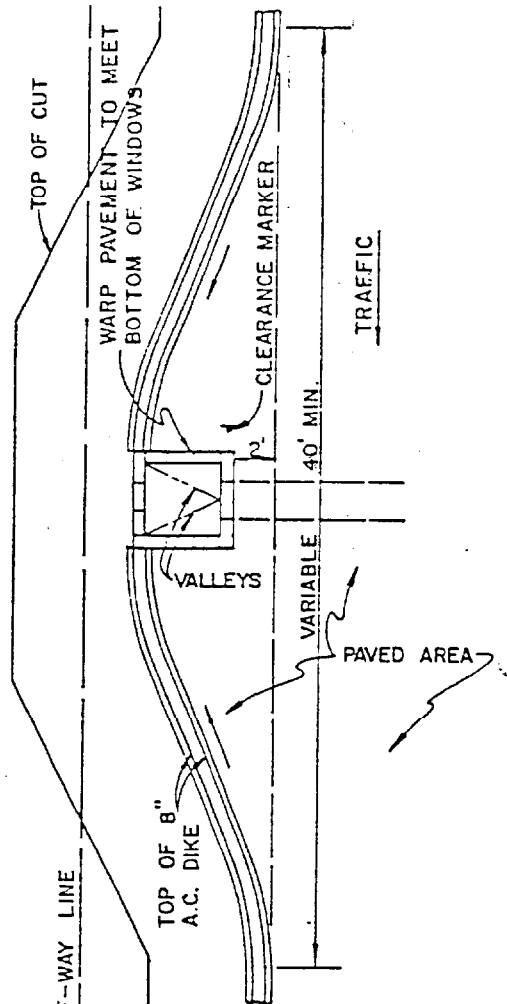 TOP OF CUT
WARP PAVEMENT TO MEET
BOTTOM OF WINDOWS
CLEARANCE MARKER
TRAFFIC
2'
40' MIN.
VARIABLE
VALLEYS
PAVED AREA
TOP OF 8"
A.C. DIKE
-WAY LINE